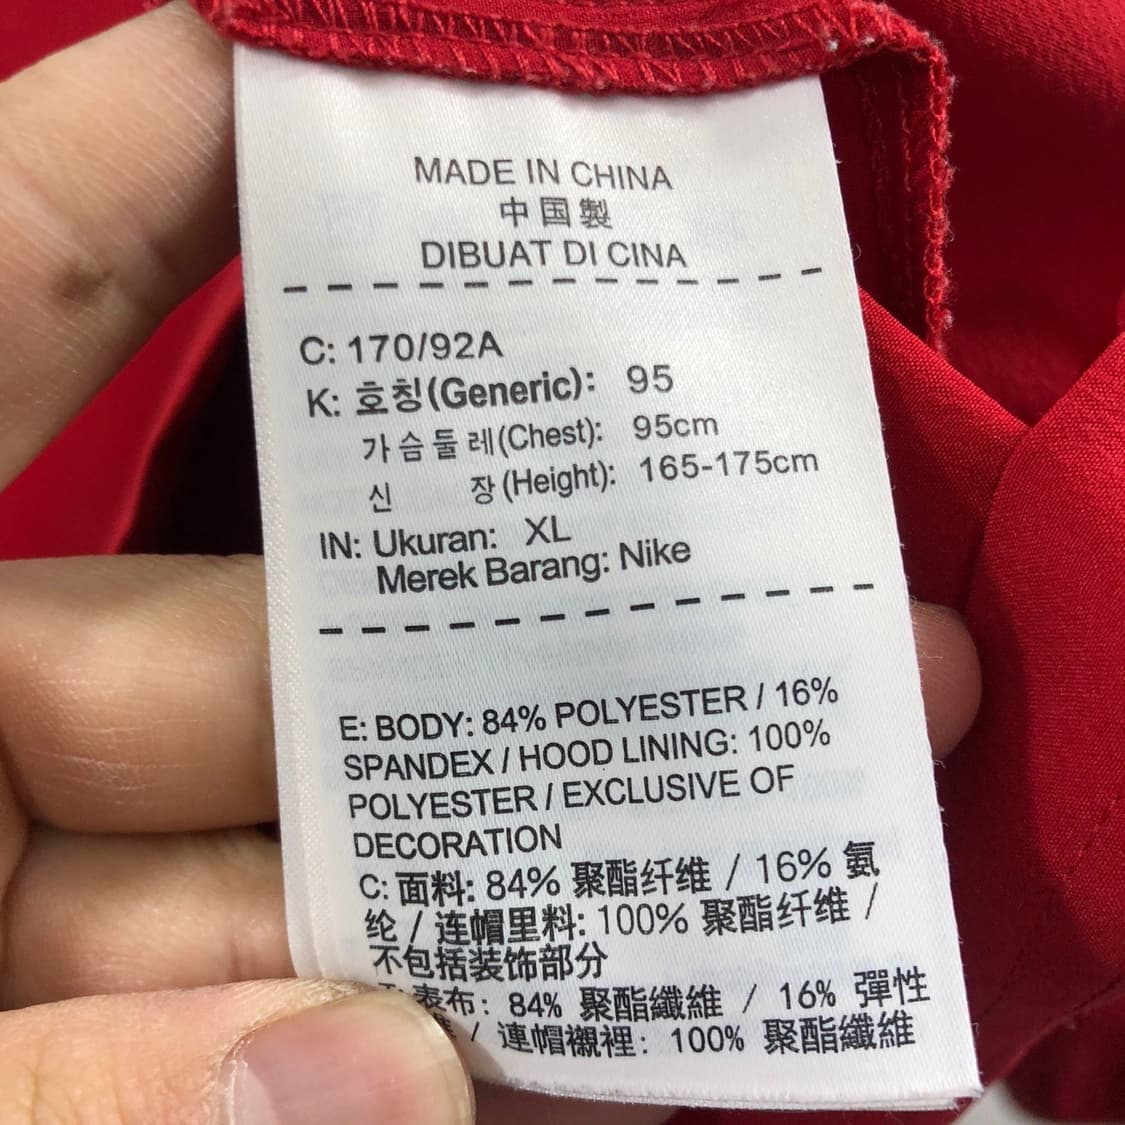 MADE IN CHINA
中国製
DIBUAT DI CINA
C: 170/92A
K: 호칭(Generic): 95
가슴둘레(Chest): 95cm
신 장(Height): 165-175cm
IN: Ukuran: XL
Merek Barang: Nike
E: BODY: 84% POLYESTER / 16%
SPANDEX / HOOD LINING: 100%
POLYESTER / EXCLUSIVE OF
DECORATION
C: 面料: 84% 聚酯纤维 / 16% 氨
纶 / 连帽里料: 100% 聚酯纤维 /
不包括装饰部分
表布: 84% 聚酯纖維 / 16% 彈性
/ 連帽襯裡: 100% 聚酯纖維